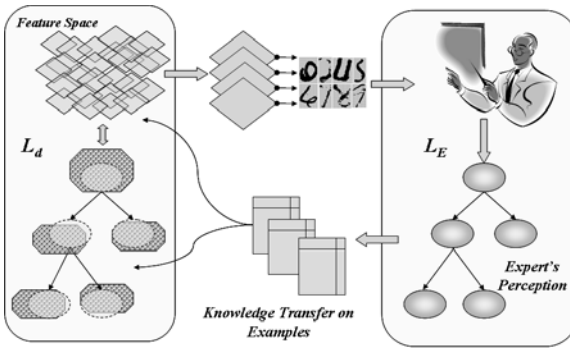 Feature Space
L_d
L_E
Expert's
Perception
Knowledge Transfer on
Examples